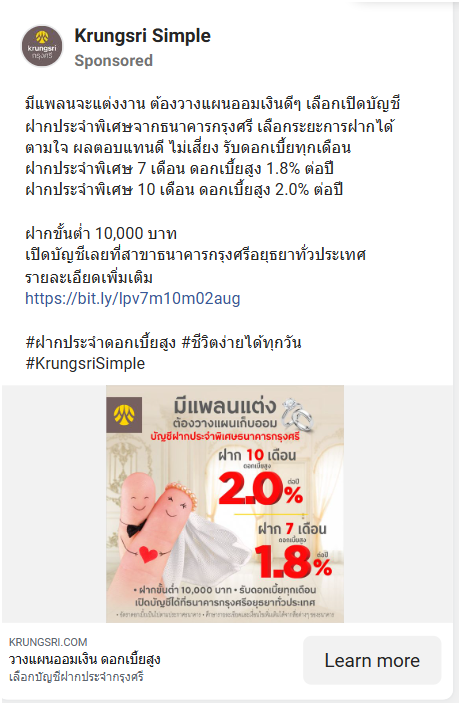 krungsri
กรุงศรี
Krungsri Simple
Sponsored
มีแพลนจะแต่งงาน ต้องวางแผนออมเงินดีๆ เลือกเปิดบัญชี
ฝากประจำพิเศษจากธนาคารกรุงศรี เลือกระยะการฝากได้
ตามใจ ผลตอบแทนดี ไม่เสี่ยง รับดอกเบี้ยทุกเดือน
ฝากประจำพิเศษ 7 เดือน ดอกเบี้ยสูง 1.8% ต่อปี
ฝากประจำพิเศษ 10 เดือน ดอกเบี้ยสูง 2.0% ต่อปี
ฝากขั้นต่ำ 10,000 บาท
เปิดบัญชีเลยที่สาขาธนาคารกรุงศรีอยุธยาทั่วประเทศ
รายละเอียดเพิ่มเติม
https://bit.ly/lpv7m10m02aug
#ฝากประจำดอกเบี้ยสูง #ชีวิตง่ายได้ทุกวัน
#KrungsriSimple
มีแพลนแต่ง
ต้องวางแผนเก็บออม
บัญชีฝากประจำพิเศษธนาคารกรุงศรี
ฝาก 10 เดือน
ดอกเบี้ยสูง
2.0% ต่อปี
ฝาก 7 เดือน
ดอกเบี้ยสูง
1.8% ต่อปี
• ฝากขั้นต่ำ 10,000 บาท • รับดอกเบี้ยทุกเดือน
เปิดบัญชีได้ที่ธนาคารกรุงศรีอยุธยาทั่วประเทศ
KRUNGSRI.COM
วางแผนออมเงิน ดอกเบี้ยสูง
เลือกบัญชีฝากประจำกรุงศรี
Learn more